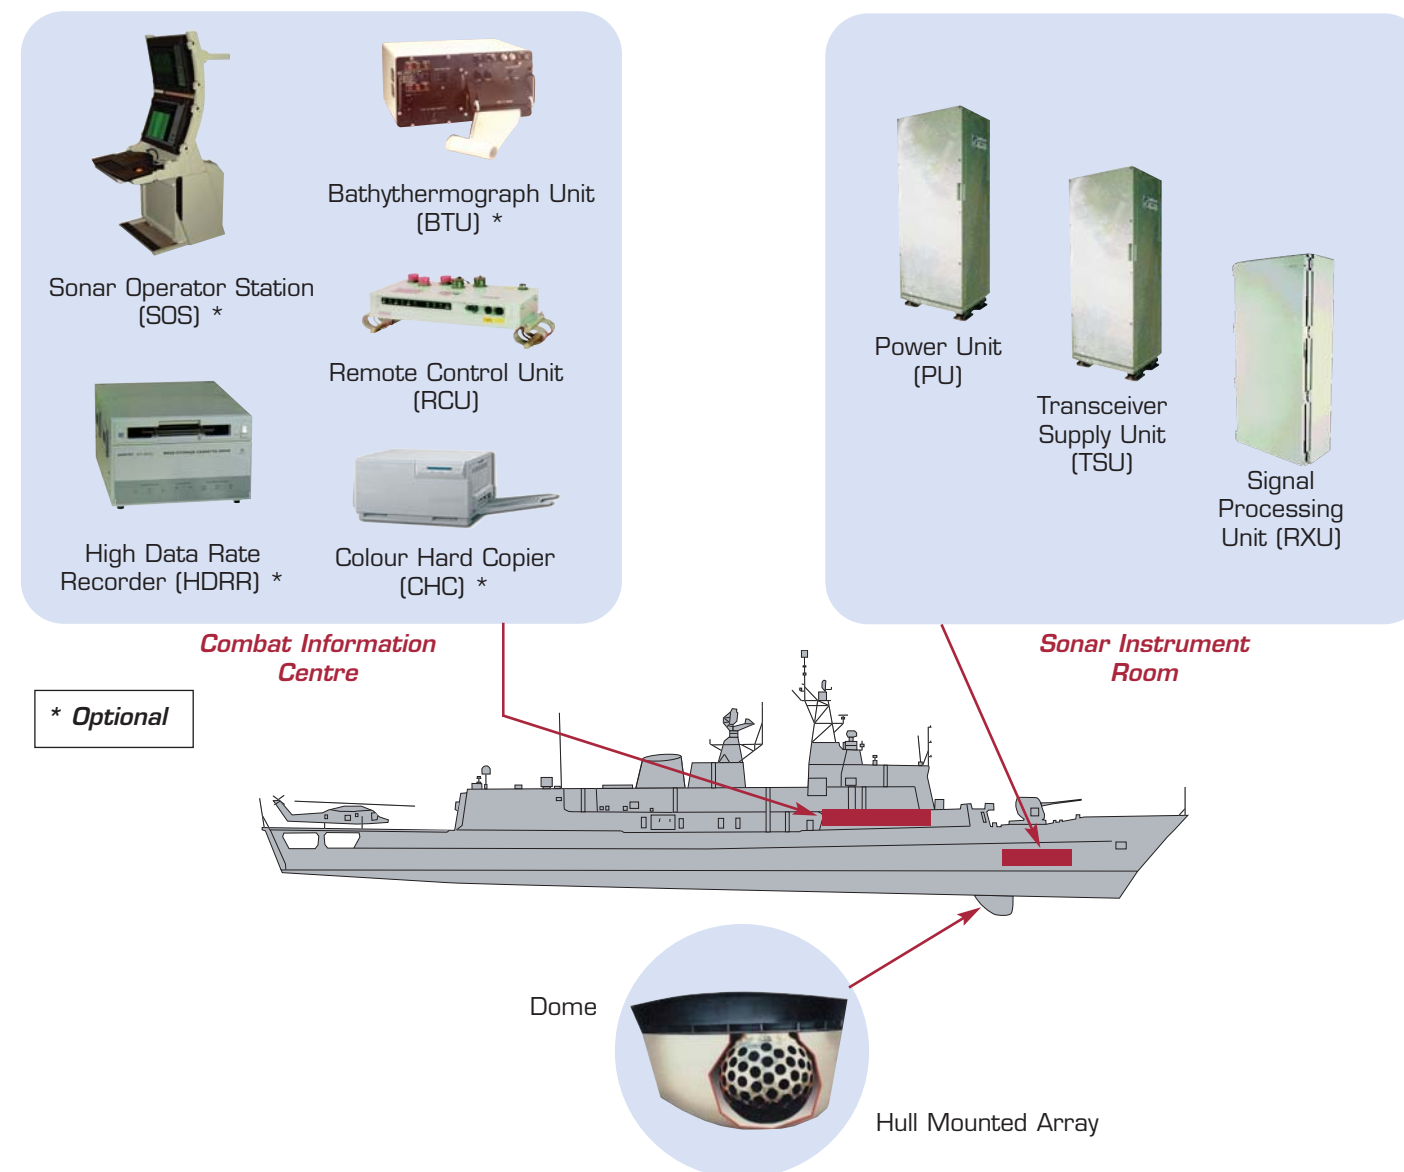 Bathythermograph Unit
(BTU) *
Sonar Operator Station
(SOS) *
Remote Control Unit
(RCU)
High Data Rate
Recorder (HDRR) *
Colour Hard Copier
(CHC) *
Combat Information
Centre
Power Unit
(PU)
Transceiver
Supply Unit
(TSU)
Signal
Processing
Unit (RXU)
Sonar Instrument
Room
* Optional
Dome
Hull Mounted Array